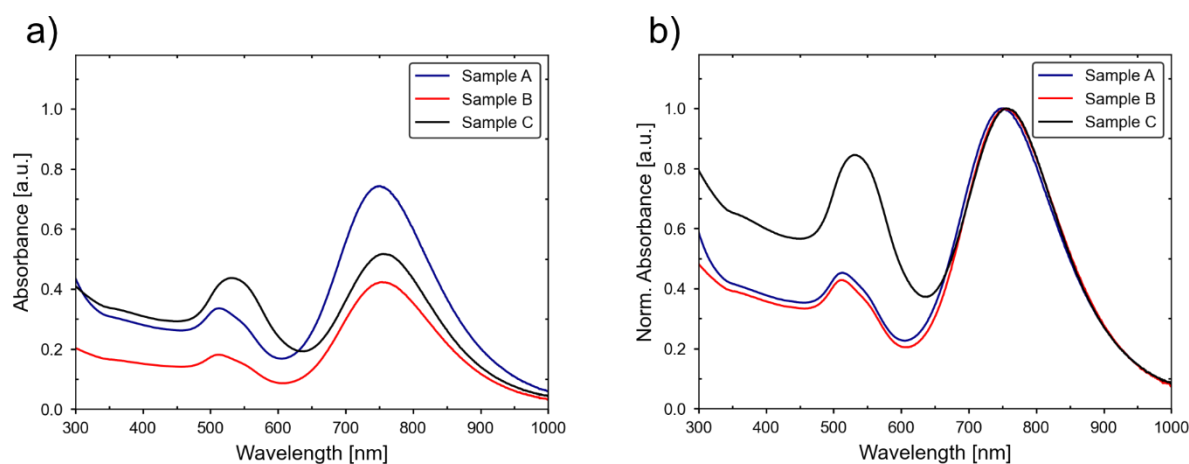 a)
Sample A
Sample B
Sample C
1.0
0.8
0.6
0.4
0.2
0.0
Absorbance [a.u.]
300 400 500 600 700 800 900 1000
Wavelength [nm]
b)
Sample A
Sample B
Sample C
1.0
0.8
0.6
0.4
0.2
0.0
Norm. Absorbance [a.u.]
300 400 500 600 700 800 900 1000
Wavelength [nm]